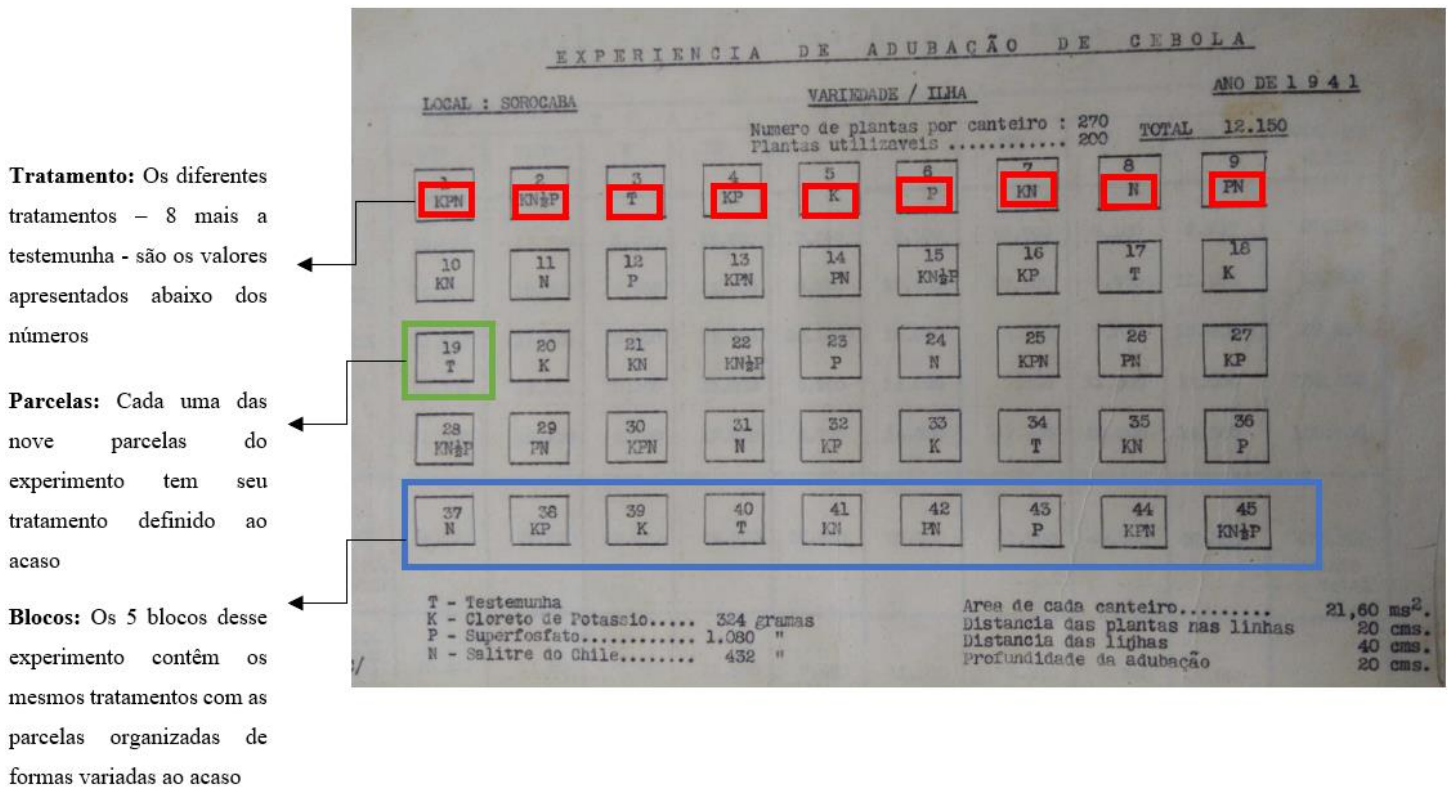 Tratamento: Os diferentes
tratamentos – 8 mais a
testemunha - são os valores
apresentados abaixo dos
números
Parcelas: Cada uma das
nove parcelas do
experimento tem seu
tratamento definido ao
acaso
Blocos: Os 5 blocos desse
experimento contêm os
mesmos tratamentos com as
parcelas organizadas de
formas variadas ao acaso
EXPERIENCIA DE ADUBAÇÃO DE CEBOLA
LOCAL : SOROCABA
VARIEDADE / ILHA
ANO DE 1941
Numero de plantas por canteiro : 270
Plantas utilizaveis ............ 200
TOTAL 12.150
1 2 3 4 5 6 7 8 9
KPN KN½P T KP K P KN N PN
10 11 12 13 14 15 16 17 18
KN N P KPN PN KN½P KP T K
19 20 21 22 23 24 25 26 27
T K KN KN½P P N KPN PN KP
28 29 30 31 32 33 34 35 36
KN½P PN KPN N KP K T KN P
37 38 39 40 41 42 43 44 45
N KP K T KN PN P KPN KN½P
T - Testemunha
K - Cloreto de Potassio..... 324 gramas
P - Superfosfato............ 1.080 "
N - Salitre do Chile........ 432 "
Area de cada canteiro......... 21,60 ms².
Distancia das plantas nas linhas 20 cms.
Distancia das linhas 40 cms.
Profundidade da adubação 20 cms.